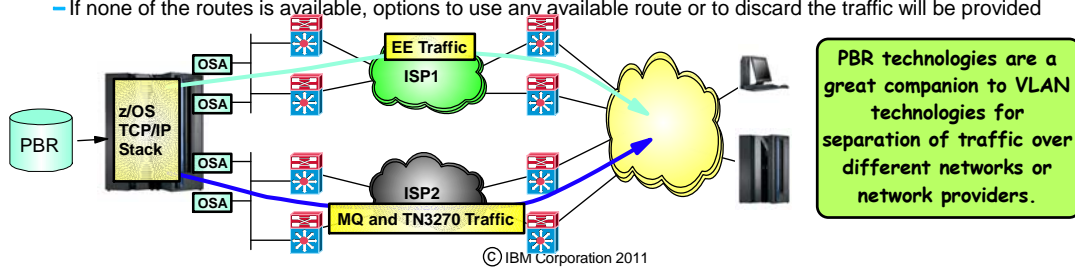 – If none of the routes is available, options to use any available route or to discard the traffic will be provided
EE Traffic
OSA
ISP1
OSA
z/OS
TCP/IP
Stack
PBR
OSA
OSA
ISP2
MQ and TN3270 Traffic
PBR technologies are a
great companion to VLAN
technologies for
separation of traffic over
different networks or
network providers.
© IBM Corporation 2011